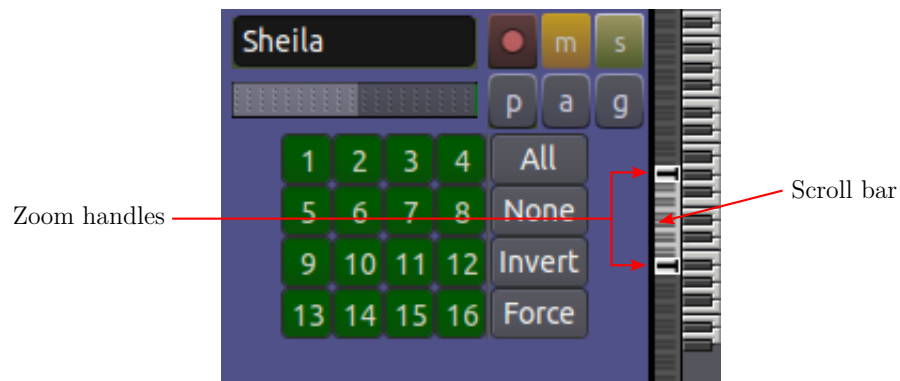 Sheila
m s
p a g
1 2 3 4 All
Scroll bar
Zoom handles
5 6 7 8 None
9 10 11 12 Invert
13 14 15 16 Force